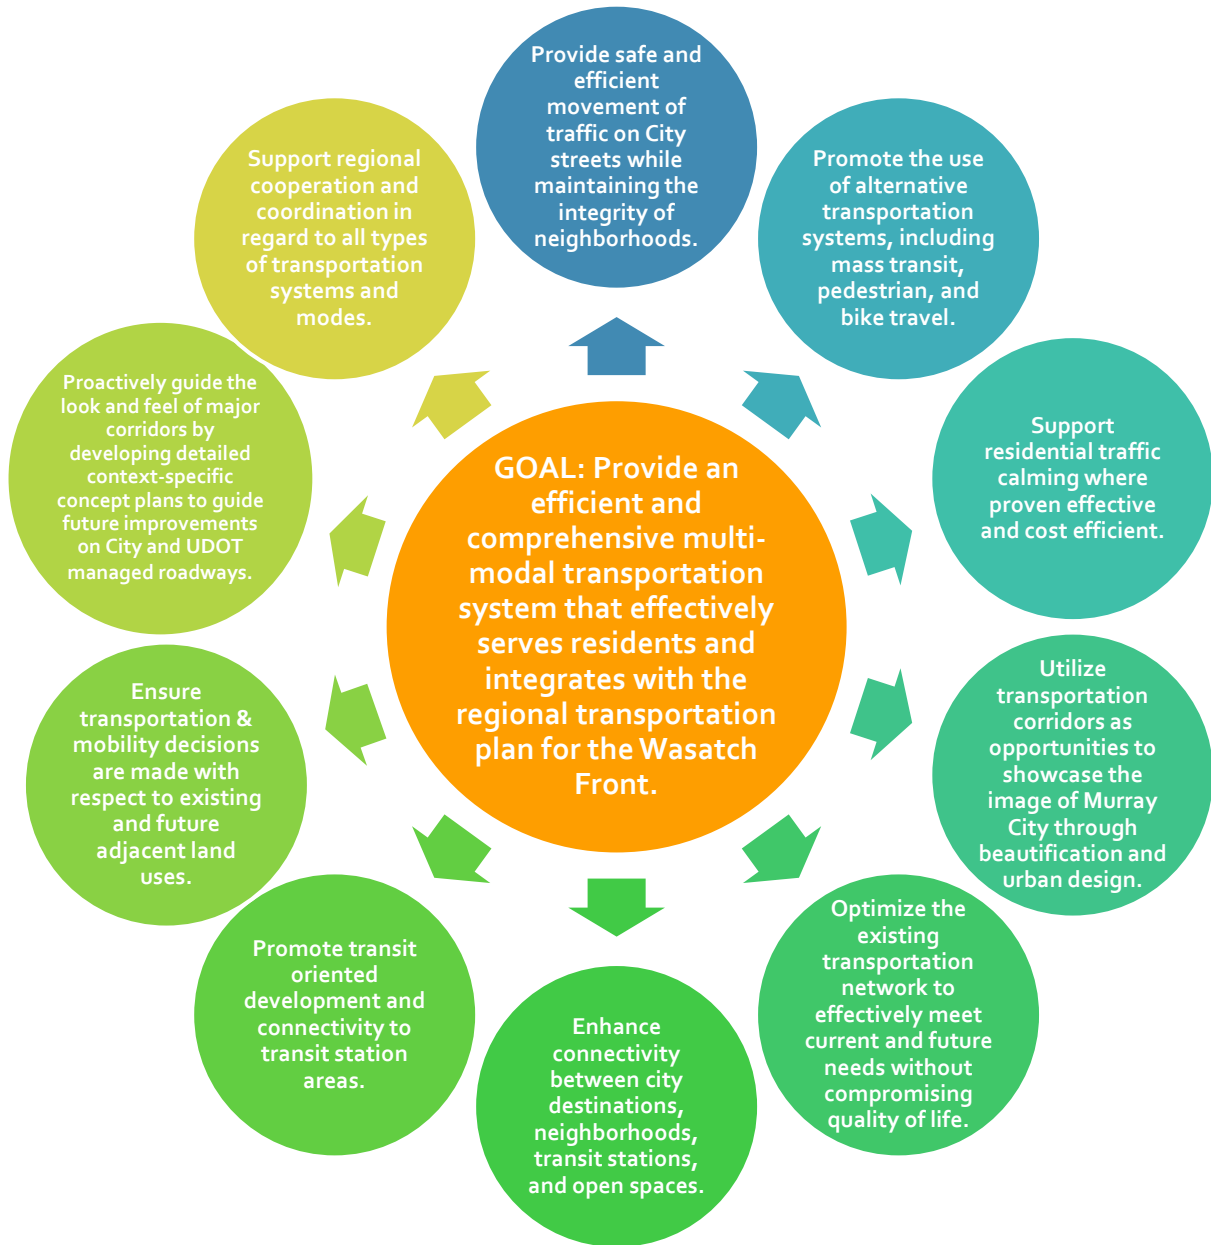 Provide safe and
efficient
movement of
traffic on City
streets while
maintaining the
integrity of
neighborhoods.
Promote the use
of alternative
transportation
systems, including
mass transit,
pedestrian, and
bike travel.
Support
residential traffic
calming where
proven effective
and cost efficient.
Utilize
transportation
corridors as
opportunities to
showcase the
image of Murray
City through
beautification and
urban design.
Optimize the
existing
transportation
network to
effectively meet
current and future
needs without
compromising
quality of life.
Enhance
connectivity
between city
destinations,
neighborhoods,
transit stations,
and open spaces.
Promote transit
oriented
development and
connectivity to
transit station
areas.
Ensure
transportation &
mobility decisions
are made with
respect to existing
and future
adjacent land
uses.
Proactively guide the
look and feel of major
corridors by
developing detailed
context-specific
concept plans to guide
future improvements
on City and UDOT
managed roadways.
Support regional
cooperation and
coordination in
regard to all types
of transportation
systems and
modes.
GOAL: Provide an
efficient and
comprehensive multi-
modal transportation
system that effectively
serves residents and
integrates with the
regional transportation
plan for the Wasatch
Front.